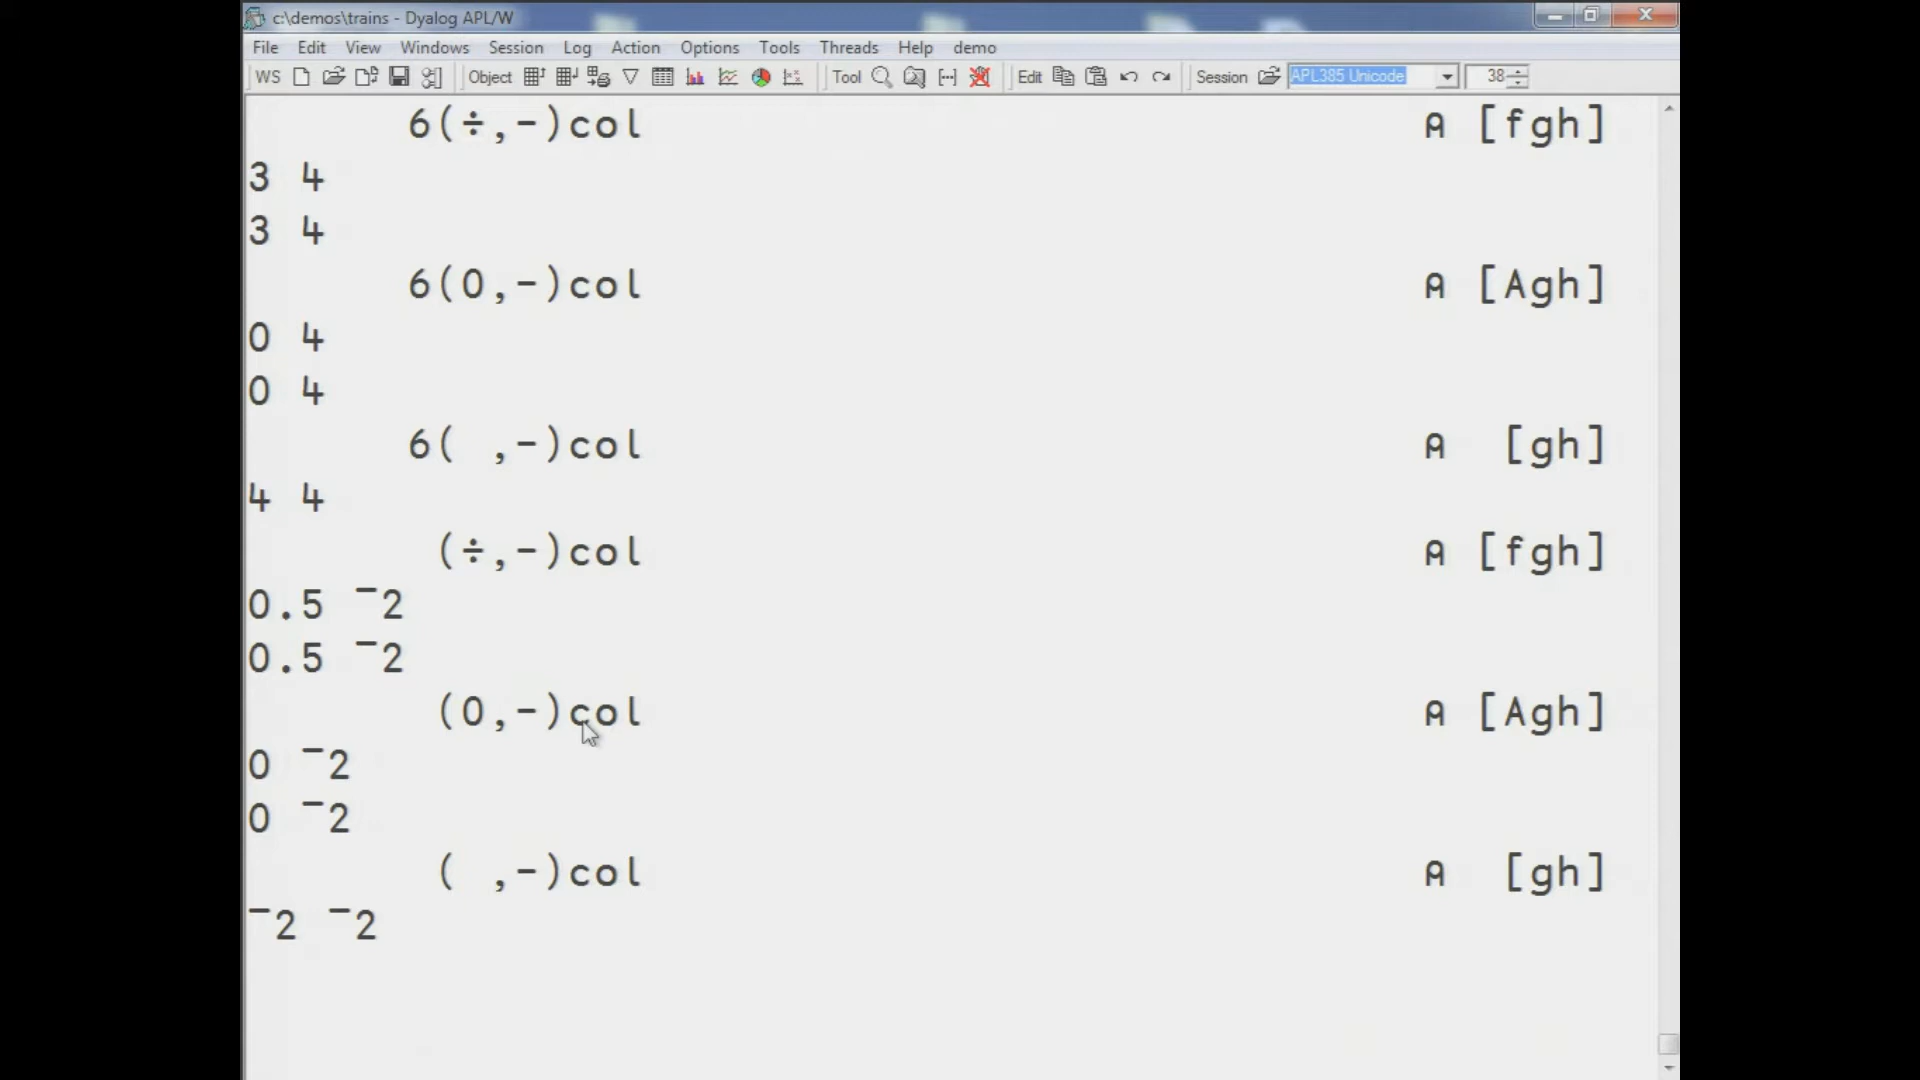 c:\demos\trains - Dyalog APL/W
File Edit View Windows Session Log Action Options Tools Threads Help demo
WS Object Tool Edit Session APL385 Unicode 38
6(÷,-)col ⍝ [fgh]
3 4
3 4
6(0,-)col ⍝ [Agh]
0 4
0 4
6( ,-)col ⍝ [gh]
4 4
(÷,-)col ⍝ [fgh]
0.5 ¯2
0.5 ¯2
(0,-)col ⍝ [Agh]
0 ¯2
0 ¯2
( ,-)col ⍝ [gh]
¯2 ¯2